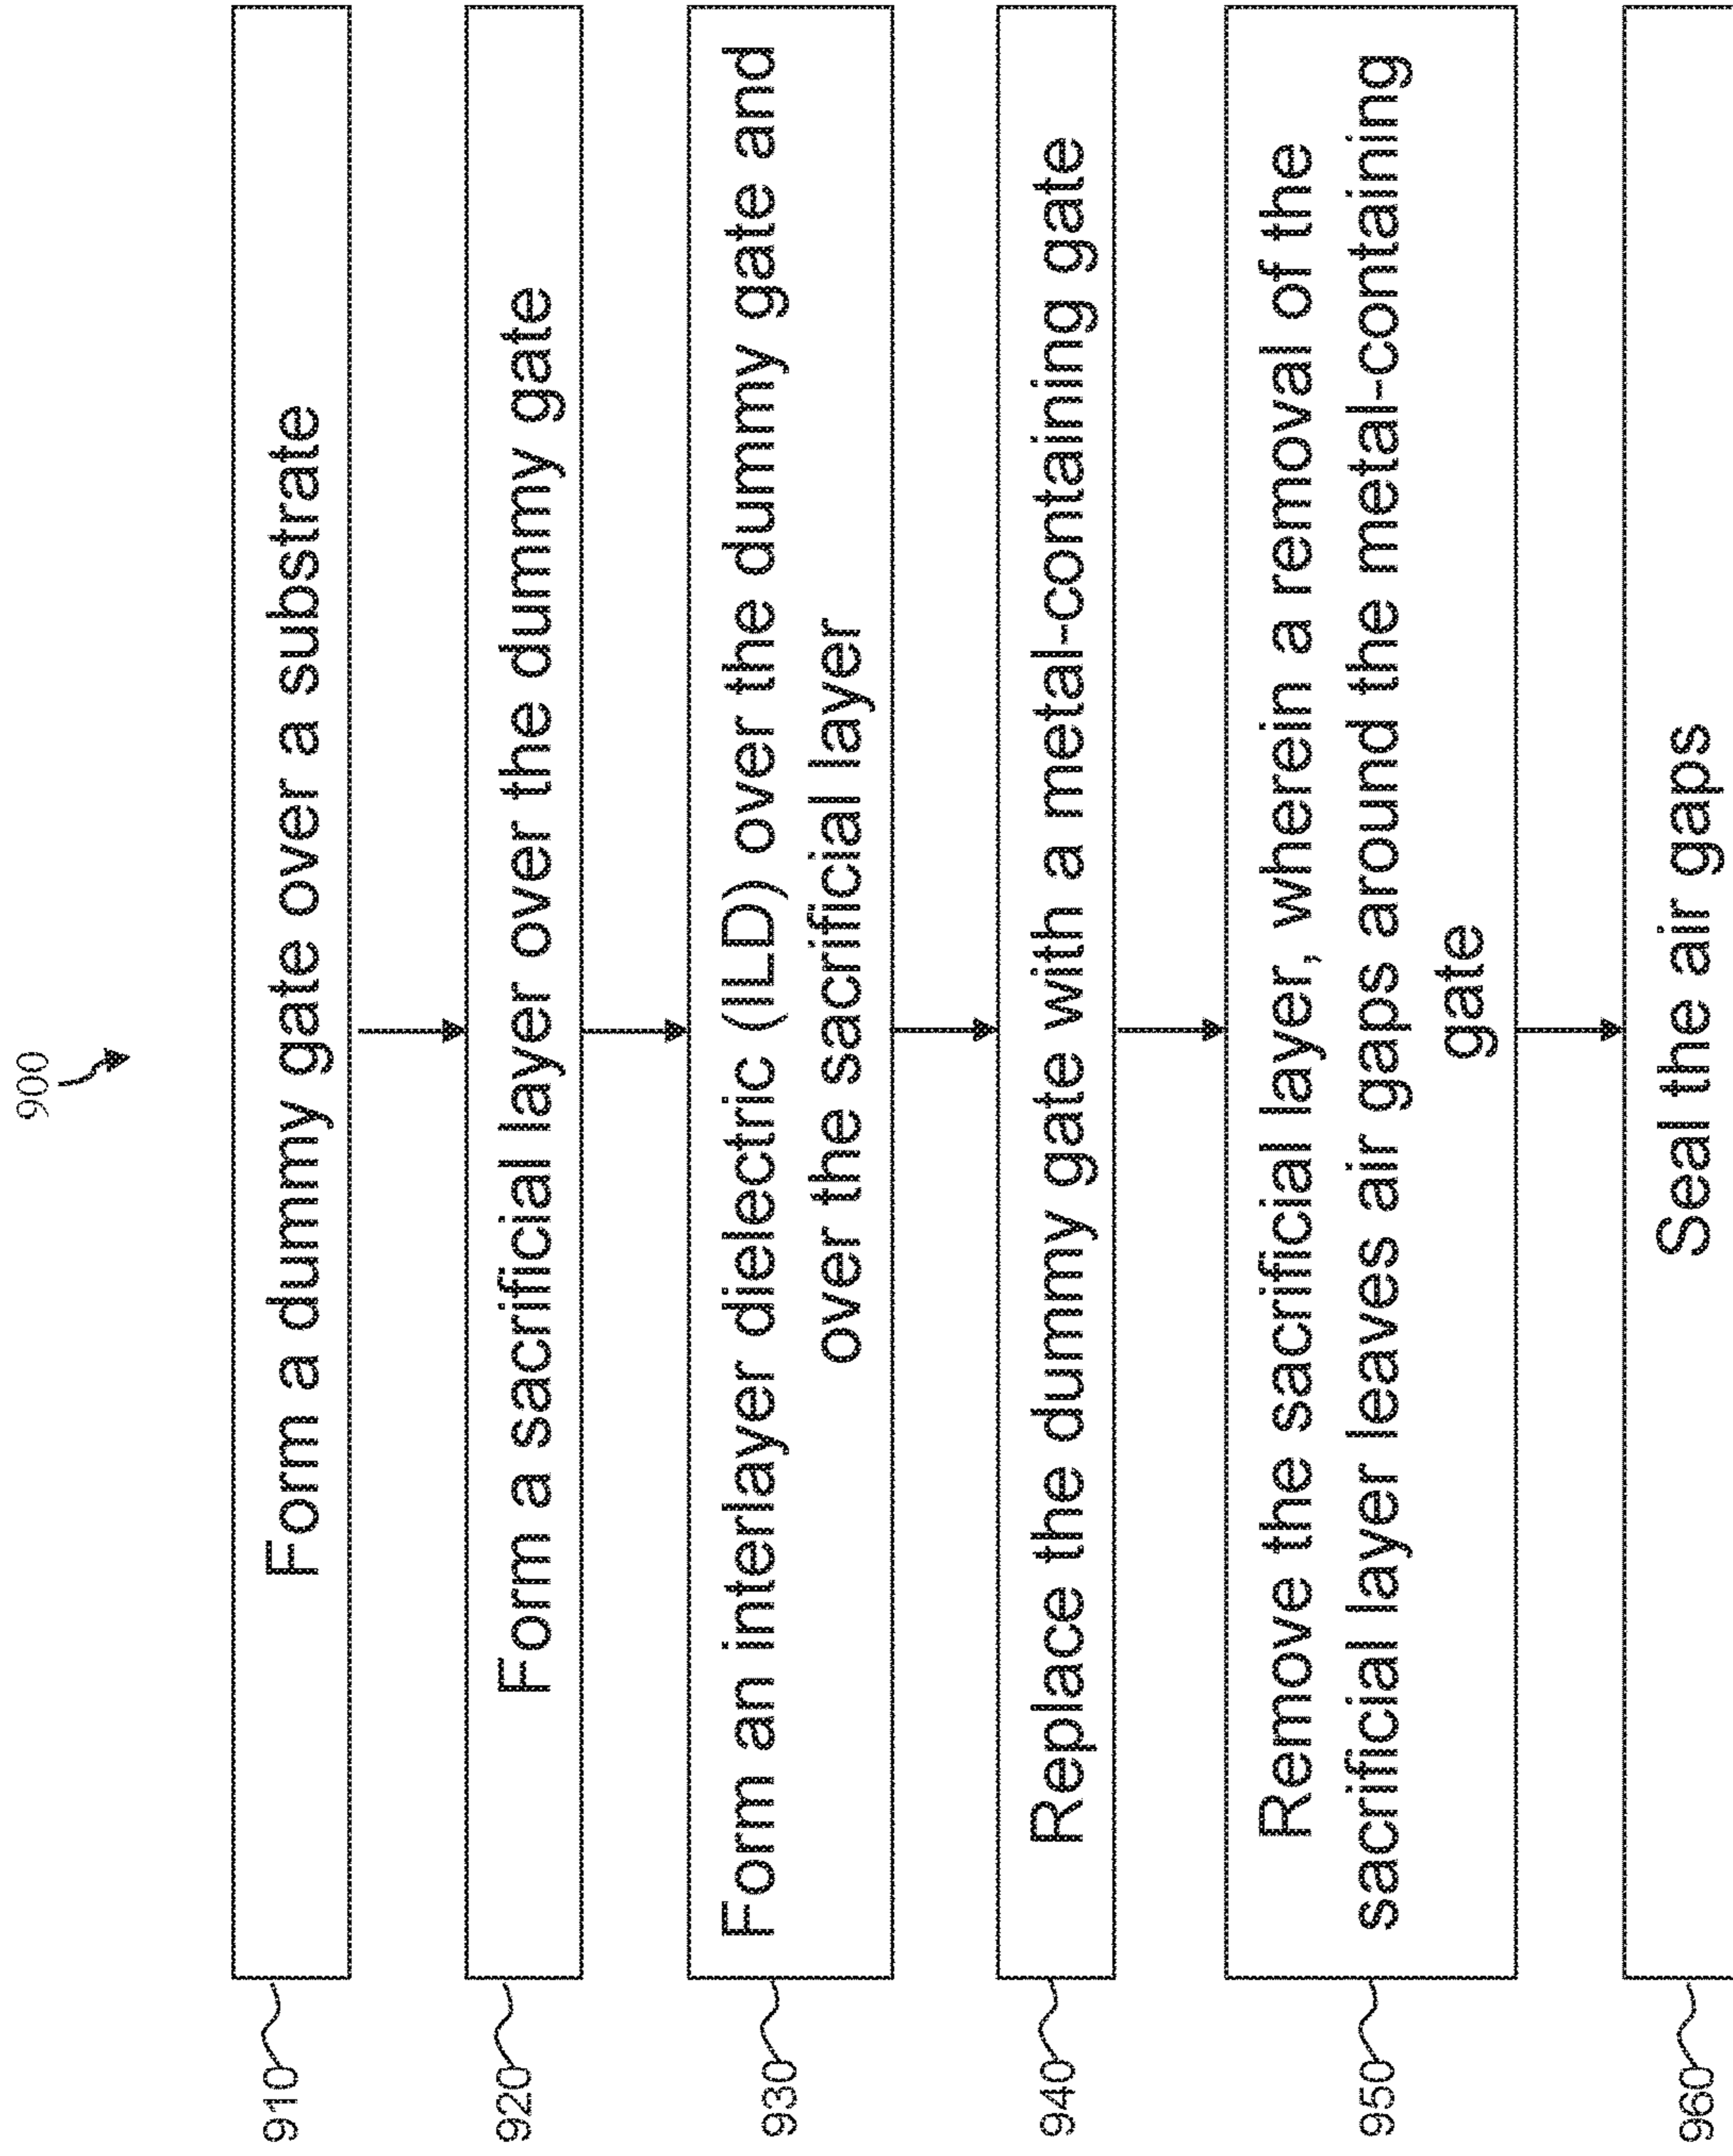 900
910
Form a dummy gate over a substrate
920
Form a sacrificial layer over the dummy gate
930
Form an interlayer dielectric (ILD) over the dummy gate and
over the sacrificial layer
940
Replace the dummy gate with a metal-containing gate
950
Remove the sacrificial layer, wherein a removal of the
sacrificial layer leaves air gaps around the metal-containing
gate
960
Seal the air gaps